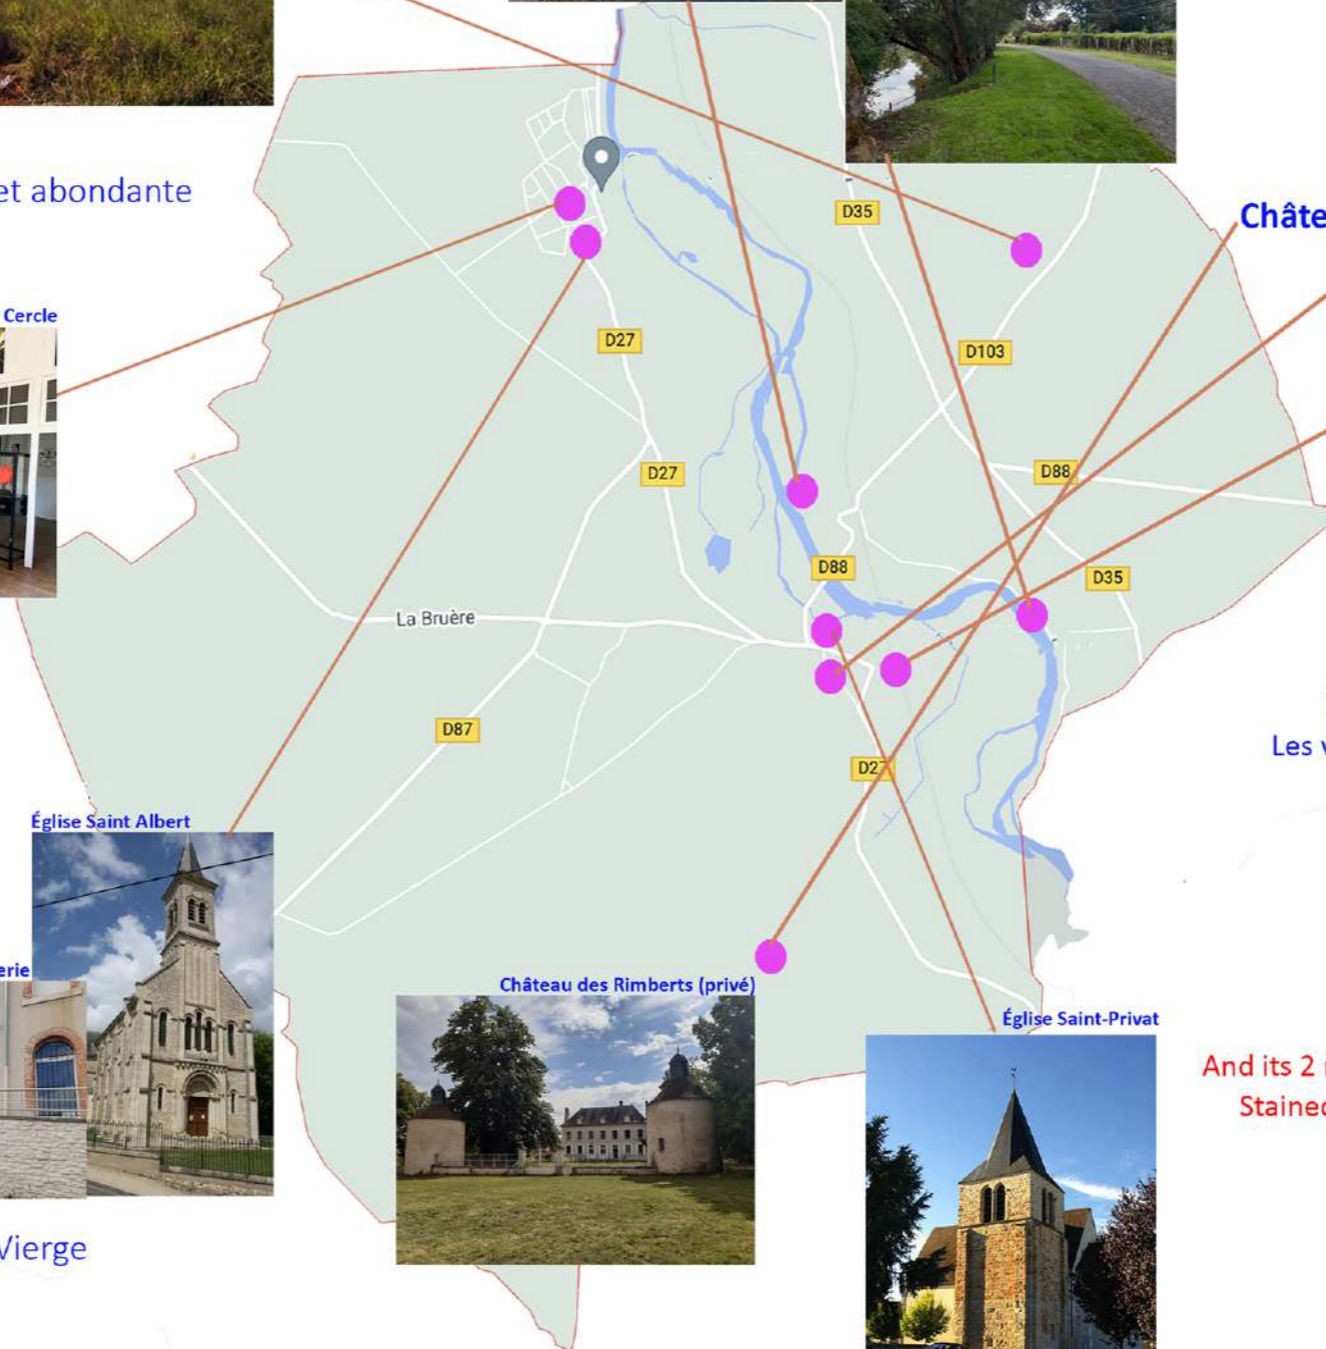 et abondante
D35
Châte
Cercle
D27
D103
D27
D88
D88
D35
La Bruère
D87
Les v
D27
Église Saint Albert
erie
Château des Rimberts (privé)
Église Saint-Privat
And its 2 r
Stained
Vierge